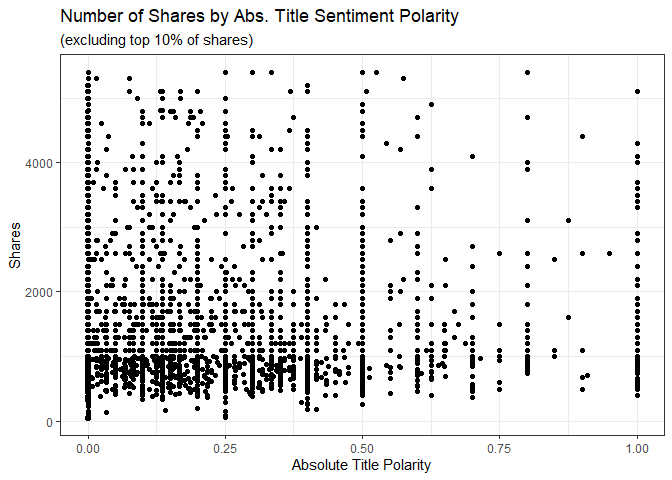 Number of Shares by Abs. Title Sentiment Polarity
(excluding top 10% of shares)
4000
2000
0
Shares
0.00 0.25 0.50 0.75 1.00
Absolute Title Polarity